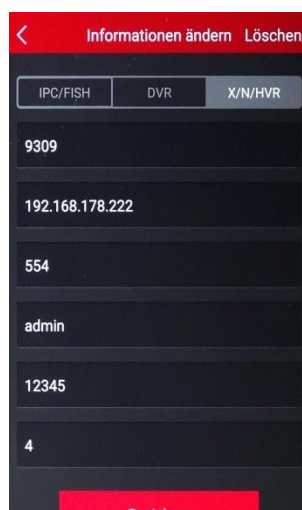 Informationen ändern Löschen
IPC/FISH DVR X/N/HVR
9309
192.168.178.222
554
admin
12345
4